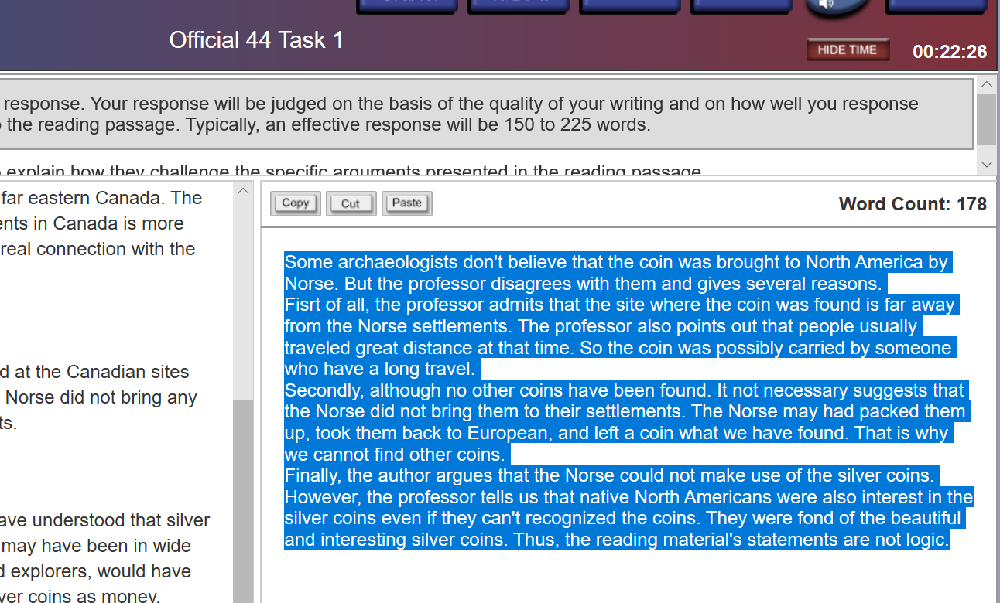 Official 44 Task 1
HIDE TIME
00:22:26
response. Your response will be judged on the basis of the quality of your writing and on how well you response
the reading passage. Typically, an effective response will be 150 to 225 words.
explain how they challenge the specific arguments presented in the reading passage.
far eastern Canada. The
ents in Canada is more
real connection with the
d at the Canadian sites
Norse did not bring any
ts.
ave understood that silver
may have been in wide
d explorers, would have
ver coins as money.
Copy
Cut
Paste
Word Count: 178
Some archaeologists don't believe that the coin was brought to North America by
Norse. But the professor disagrees with them and gives several reasons.
Fisrt of all, the professor admits that the site where the coin was found is far away
from the Norse settlements. The professor also points out that people usually
traveled great distance at that time. So the coin was possibly carried by someone
who have a long travel.
Secondly, although no other coins have been found. It not necessary suggests that
the Norse did not bring them to their settlements. The Norse may had packed them
up, took them back to European, and left a coin what we have found. That is why
we cannot find other coins.
Finally, the author argues that the Norse could not make use of the silver coins.
However, the professor tells us that native North Americans were also interest in the
silver coins even if they can't recognized the coins. They were fond of the beautiful
and interesting silver coins. Thus, the reading material's statements are not logic.